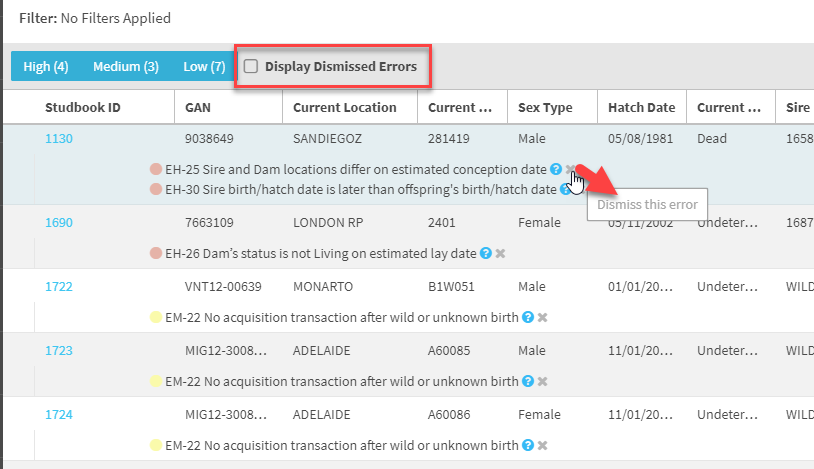 Filter: No Filters Applied
High (4) Medium (3) Low (7) Display Dismissed Errors
Studbook ID GAN Current Location Current ... Sex Type Hatch Date Current ... Sire
1130 9038649 SANDIEGOZ 281419 Male 05/08/1981 Dead 1658
EH-25 Sire and Dam locations differ on estimated conception date
EH-30 Sire birth/hatch date is later than offspring's birth/hatch date
Dismiss this error
1690 7663109 LONDON RP 2401 Female 05/11/2002 Undeter... 1687
EH-26 Dam's status is not Living on estimated lay date
1722 VNT12-00639 MONARTO B1W051 Male 01/01/20... Undeter... WILD
EM-22 No acquisition transaction after wild or unknown birth
1723 MIG12-3008... ADELAIDE A60085 Male 11/01/20... Undeter... WILD
EM-22 No acquisition transaction after wild or unknown birth
1724 MIG12-3008... ADELAIDE A60086 Female 11/01/20... Undeter... WILD
EM-22 No acquisition transaction after wild or unknown birth